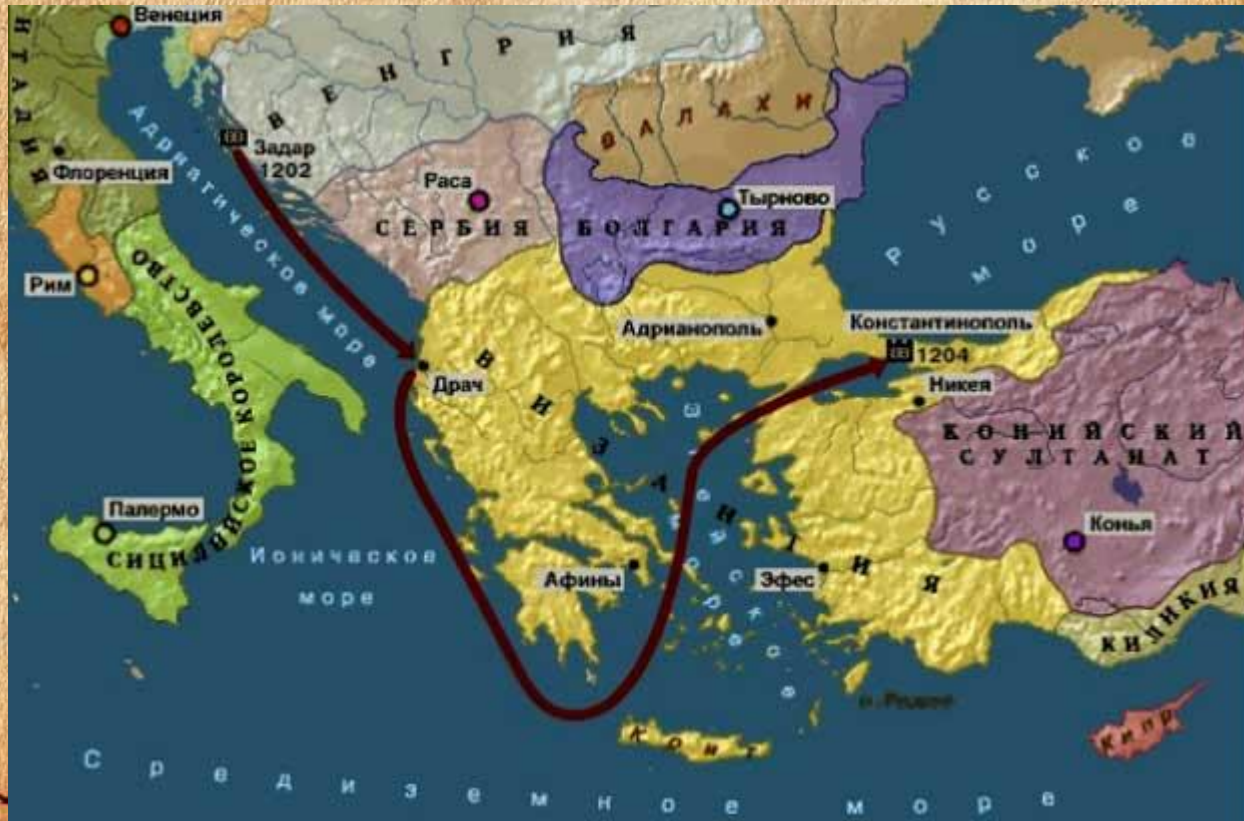 Венеция
ИТАЛИЯ
ВЕНГРИЯ
ВАЛАХИ
Адриатическое море
Задар
1202
Флоренция
Раса
Тырново
СЕРБИЯ
БОЛГАРИЯ
Русское
море
Рим
СИЦИЛИЙСКОЕ КОРОЛЕВСТВО
Адрианополь
Константинополь
1204
Драч
Никея
ВИЗАНТИЯ
КОНИЙСКИЙ
СУЛТАНАТ
Палермо
Ионическое
море
Афины
Эфес
Конья
КИЛИКИЯ
Крит
Кипр
Средиземное море